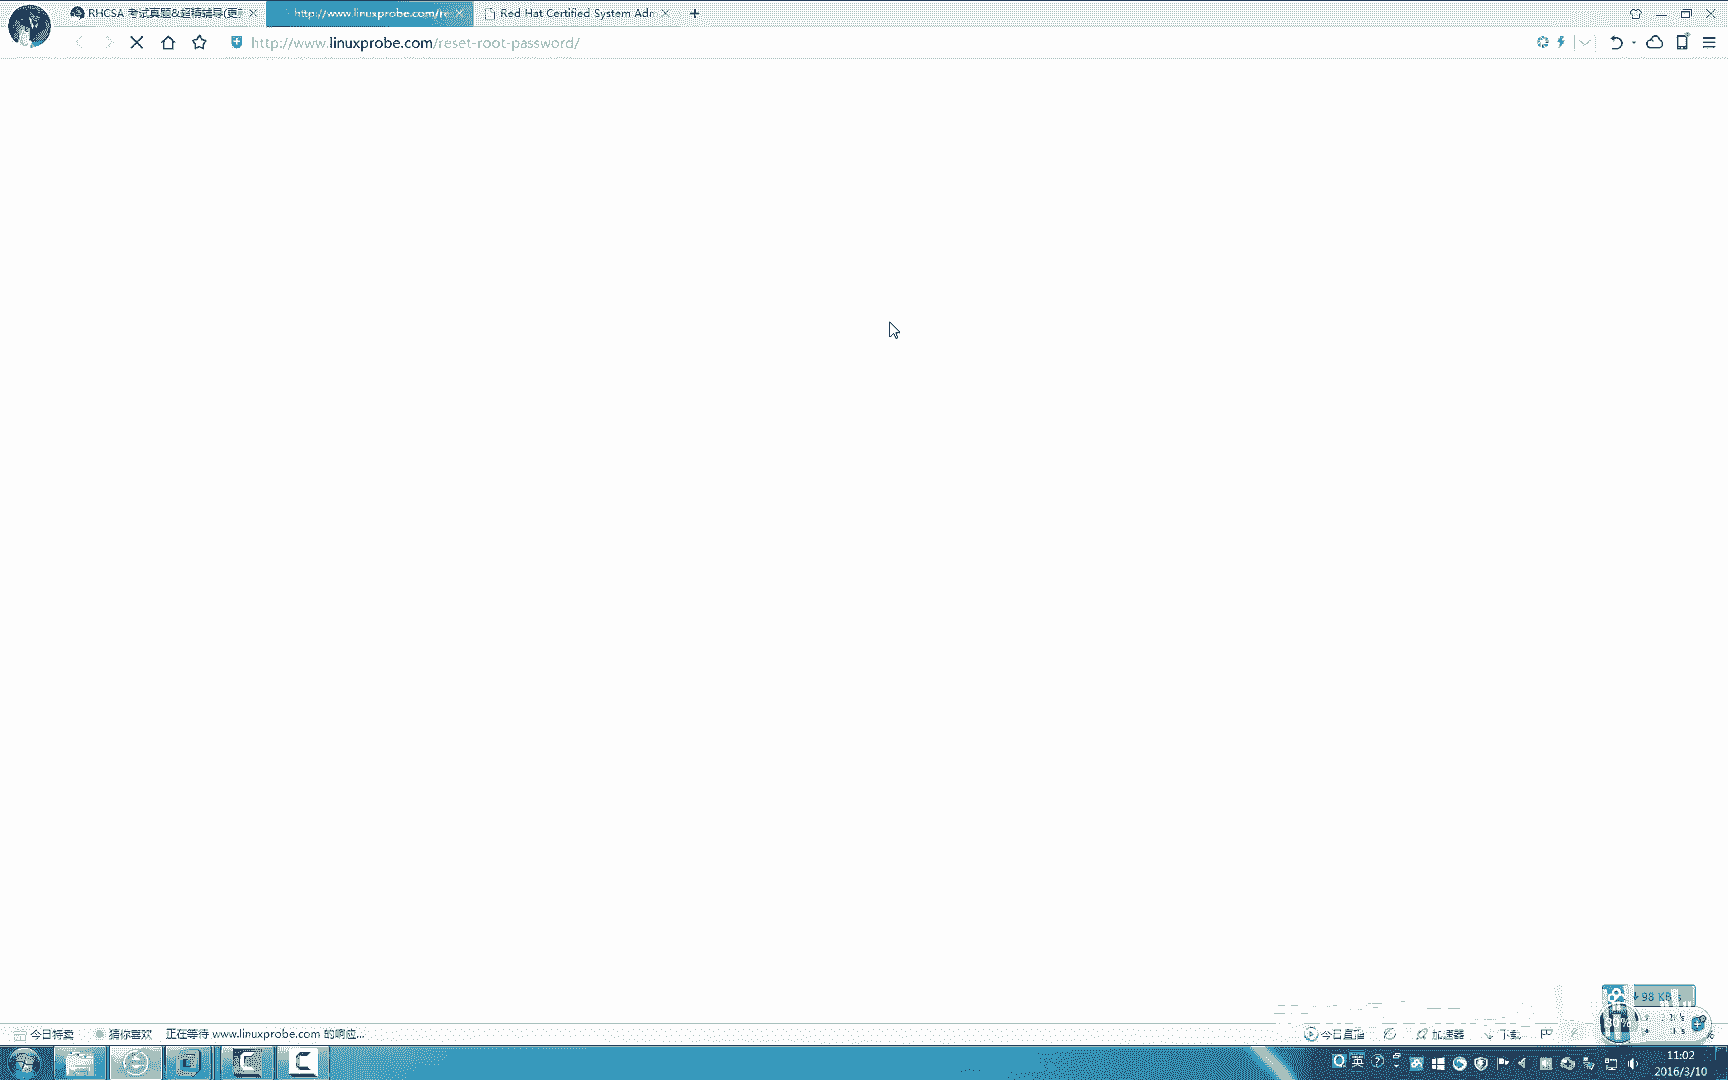 RHCSA 考试真题&超精辅导(更新
http://www.linuxprobe.com/re
Red Hat Certified System Adm
http://www.linuxprobe.com/reset-root-password/
98 KB
80%
今日特卖 猜你喜欢 正在等待 www.linuxprobe.com 的响应...
今日直播 加速器 下载
英
11:02
2016/3/10